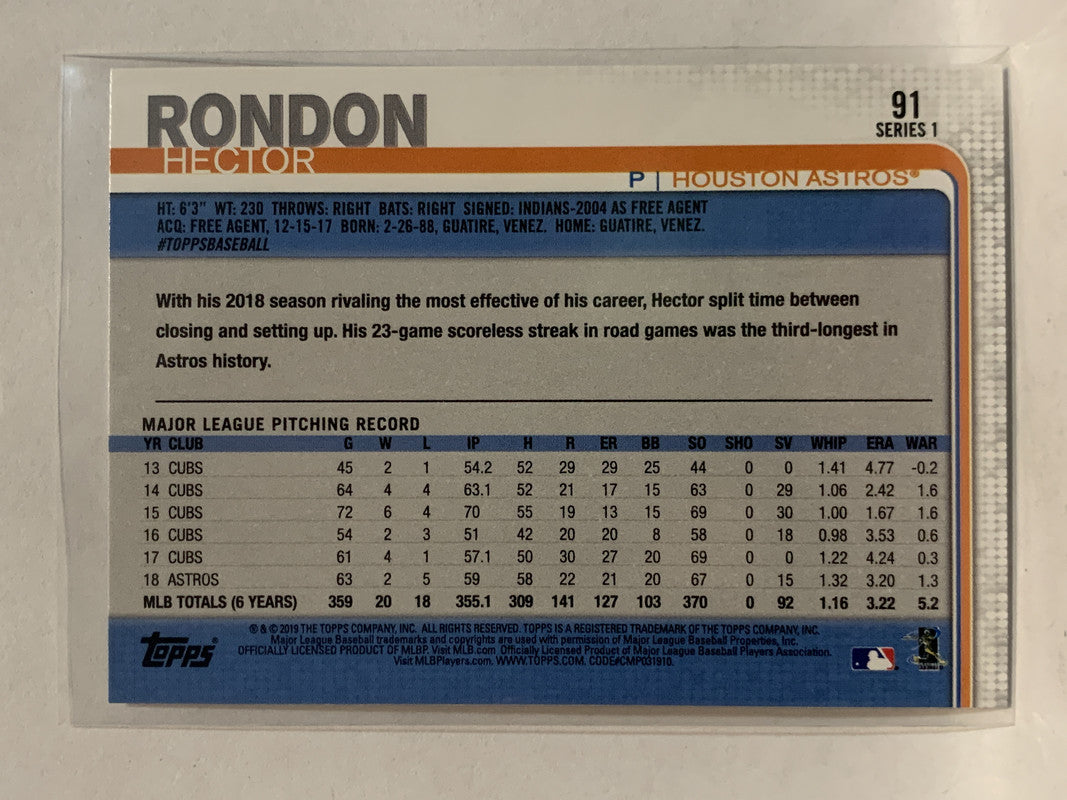 RONDON
HECTOR
91
SERIES 1
P | HOUSTON ASTROS®
HT: 6'3" WT: 230 THROWS: RIGHT BATS: RIGHT SIGNED: INDIANS-2004 AS FREE AGENT
ACQ: FREE AGENT, 12-15-17 BORN: 2-26-88, GUATIRE, VENEZ. HOME: GUATIRE, VENEZ.
#TOPPSBASEBALL
With his 2018 season rivaling the most effective of his career, Hector split time between
closing and setting up. His 23-game scoreless streak in road games was the third-longest in
Astros history.
MAJOR LEAGUE PITCHING RECORD
YR CLUB G W L IP H R ER BB SO SHO SV WHIP ERA WAR
13 CUBS 45 2 1 54.2 52 29 29 25 44 0 0 1.41 4.77 -0.2
14 CUBS 64 4 4 63.1 52 21 17 15 63 0 29 1.06 2.42 1.6
15 CUBS 72 6 4 70 55 19 13 15 69 0 30 1.00 1.67 1.6
16 CUBS 54 2 3 51 42 20 20 8 58 0 18 0.98 3.53 0.6
17 CUBS 61 4 1 57.1 50 30 27 20 69 0 0 1.22 4.24 0.3
18 ASTROS 63 2 5 59 58 22 21 20 67 0 15 1.32 3.20 1.3
MLB TOTALS (6 YEARS) 359 20 18 355.1 309 141 127 103 370 0 92 1.16 3.22 5.2
Topps®
® & © 2019 THE TOPPS COMPANY, INC. ALL RIGHTS RESERVED. TOPPS IS A REGISTERED TRADEMARK OF THE TOPPS COMPANY, INC.
Major League Baseball trademarks and copyrights are used with permission of Major League Baseball Properties, Inc.
OFFICIALLY LICENSED PRODUCT OF MLBP. Visit MLB.com Officially Licensed Product of Major League Baseball Players Association.
Visit MLBPlayers.com. WWW.TOPPS.COM. CODE#CMP031910.